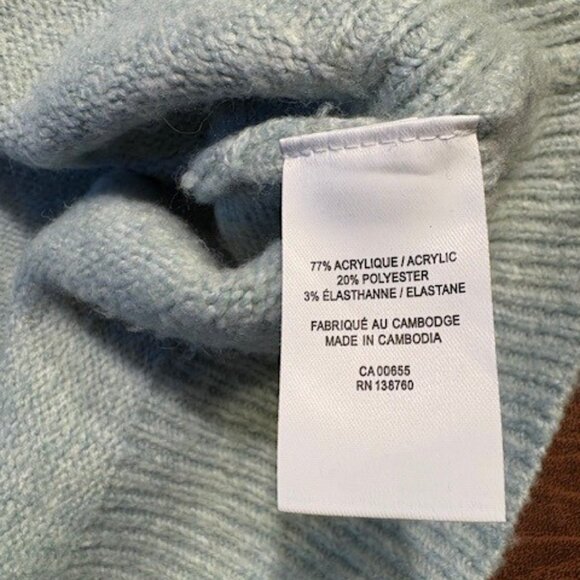 77% ACRYLIQUE / ACRYLIC
20% POLYESTER
3% ÉLASTHANNE / ELASTANE
FABRIQUÉ AU CAMBODGE
MADE IN CAMBODIA
CA 00655
RN 138760